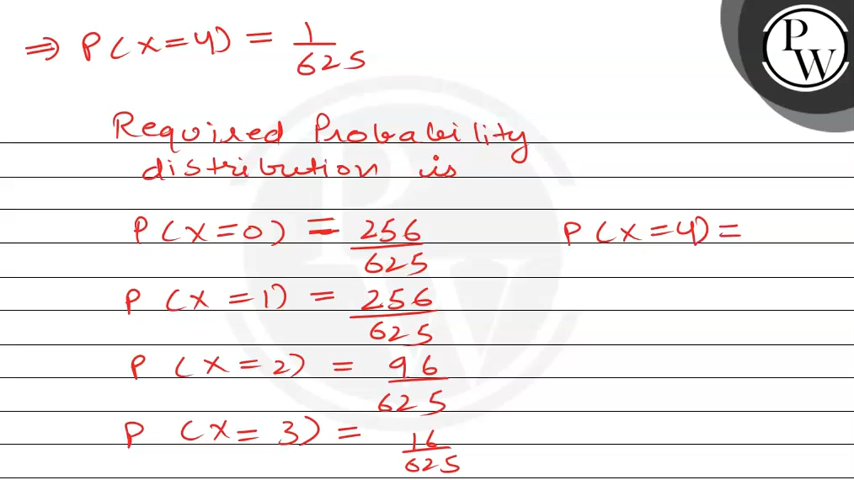 ⇒ P(X=4) = 1/625
Required Probability
distribution is
P(X=0) = 256/625
P(X=4) =
P (X=1) = 256/625
P (X=2) = 96/625
P (X=3) = 16/625
PW
PW